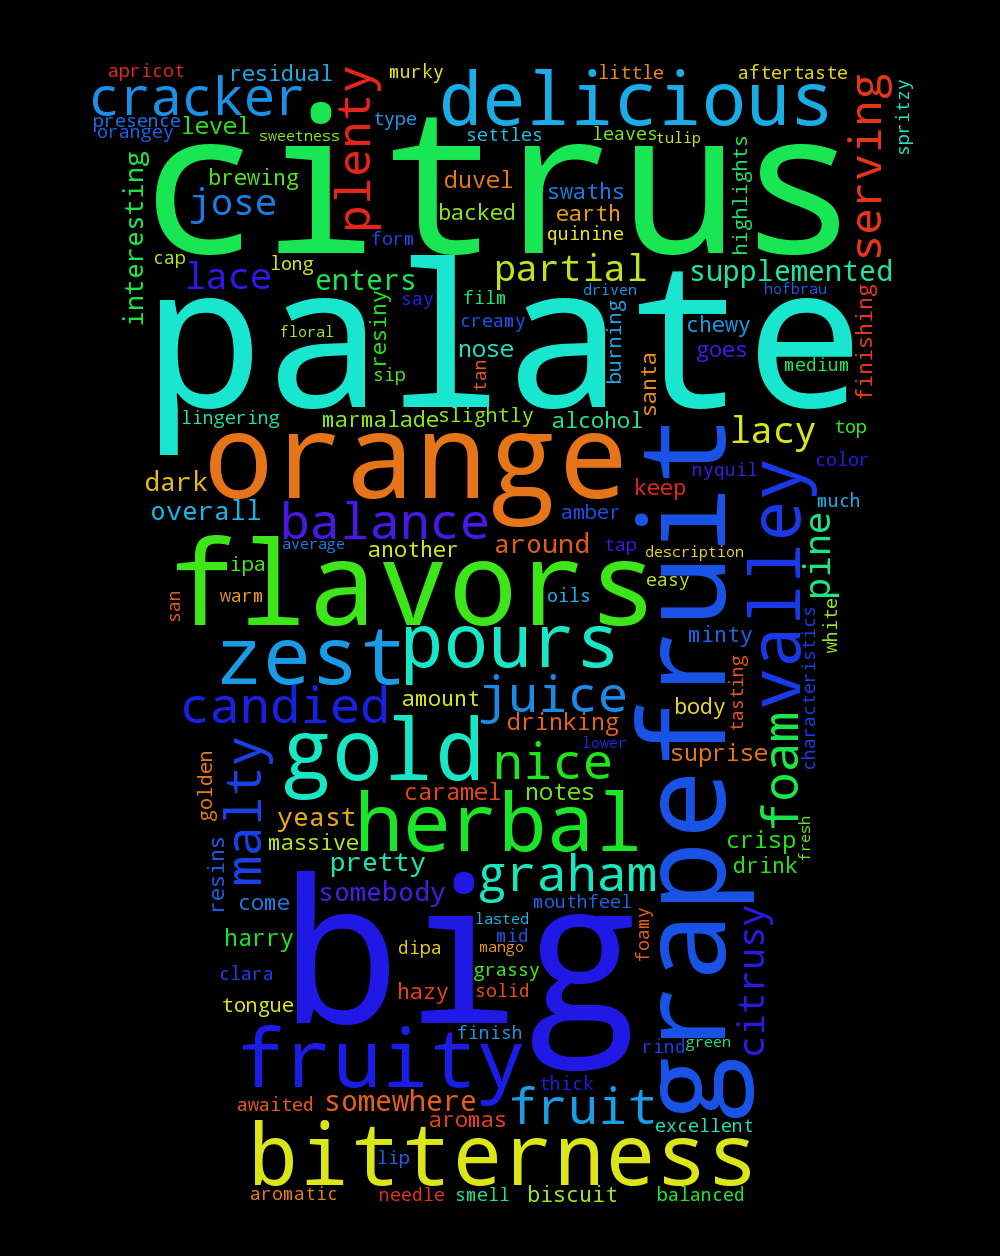 apricot residual murky little aftertaste
cracker plenty delicious serving spritzy
presence orangey level sweetness type settles leaves tulip
citrus
interesting brewing jose duvel swaths highlights
backed earth quinine form
cap lace long enters partial supplemented
palate
say film driven hofbrau finishing
floral resiny creamy burning chewy
nose goes
sip tan santa medium
lingering marmalade slightly alcohol lacy top
orange grapefruit valley
dark keep nyquil color
overall balance amber much
average another around tap description pine
flavors
ipa easy
san warm oils white
zest pours minty characteristics
candied amount juice body tasting
drinking
gold nice lower suprise foam
golden malty caramel notes
yeast herbal fresh
massive crisp
resins pretty graham drink
come somebody mouthfeel
big
lasted citrusy
harry dipa mid mango foamy
clara grassy
tongue hazy solid
fruity finish rind green
thick
awaited somewhere fruit
aromas excellent
bitterness
lip
aromatic needle smell biscuit balanced